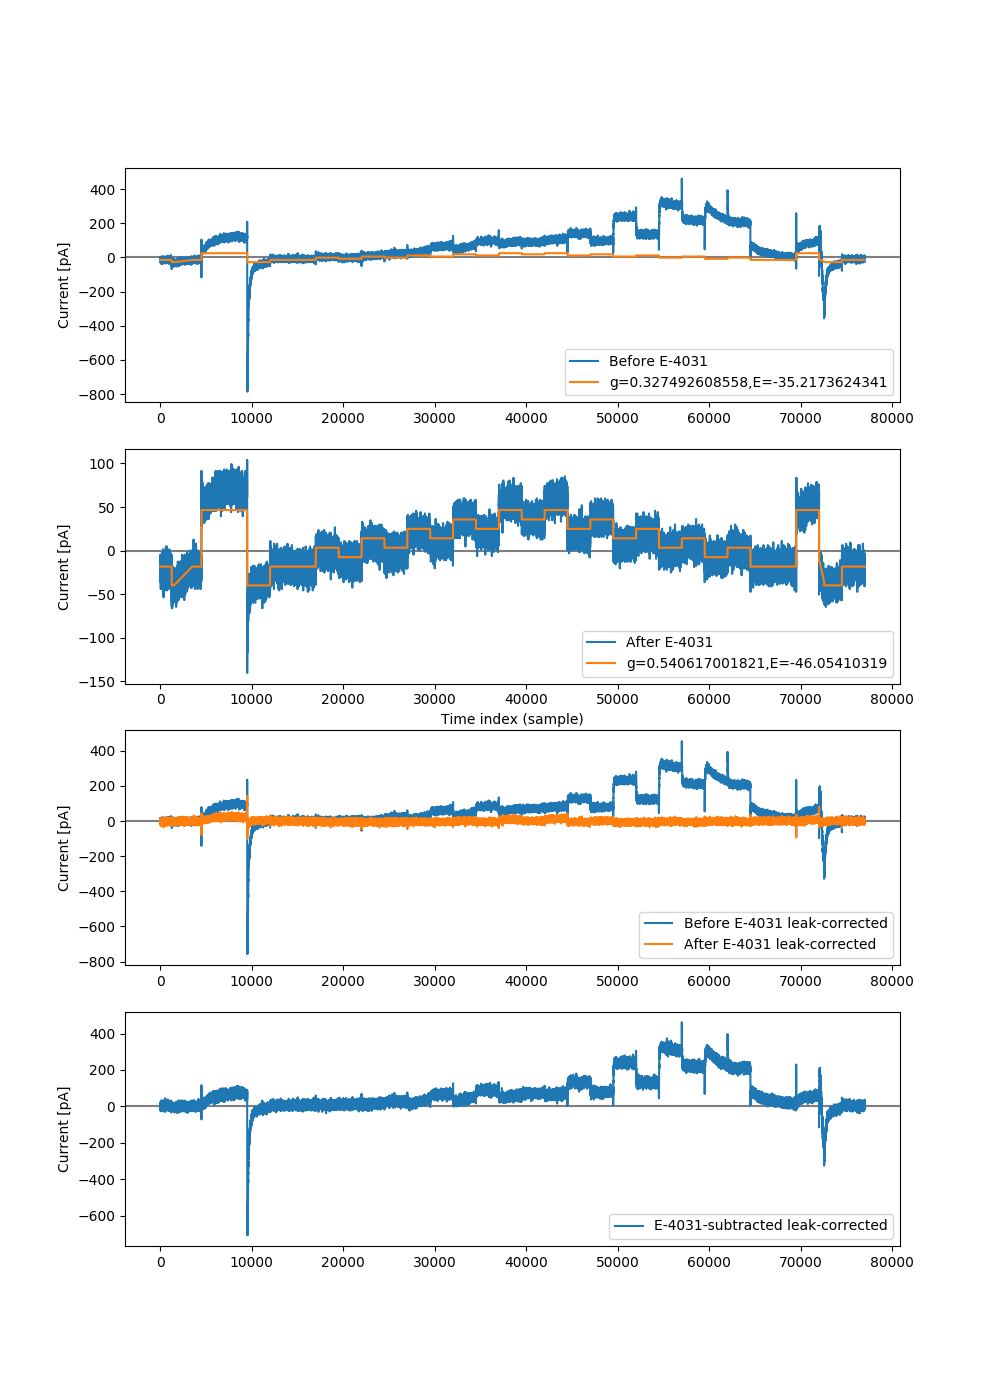 400
200
0
−200
−400
−600
−800
Current [pA]
Before E-4031
g=0.327492608558,E=-35.2173624341
0 10000 20000 30000 40000 50000 60000 70000 80000
100
50
0
−50
−100
−150
Current [pA]
After E-4031
g=0.540617001821,E=-46.05410319
0 10000 20000 30000 40000 50000 60000 70000 80000
Time index (sample)
400
200
0
−200
−400
−600
−800
Current [pA]
Before E-4031 leak-corrected
After E-4031 leak-corrected
0 10000 20000 30000 40000 50000 60000 70000 80000
400
200
0
−200
−400
−600
Current [pA]
E-4031-subtracted leak-corrected
0 10000 20000 30000 40000 50000 60000 70000 80000